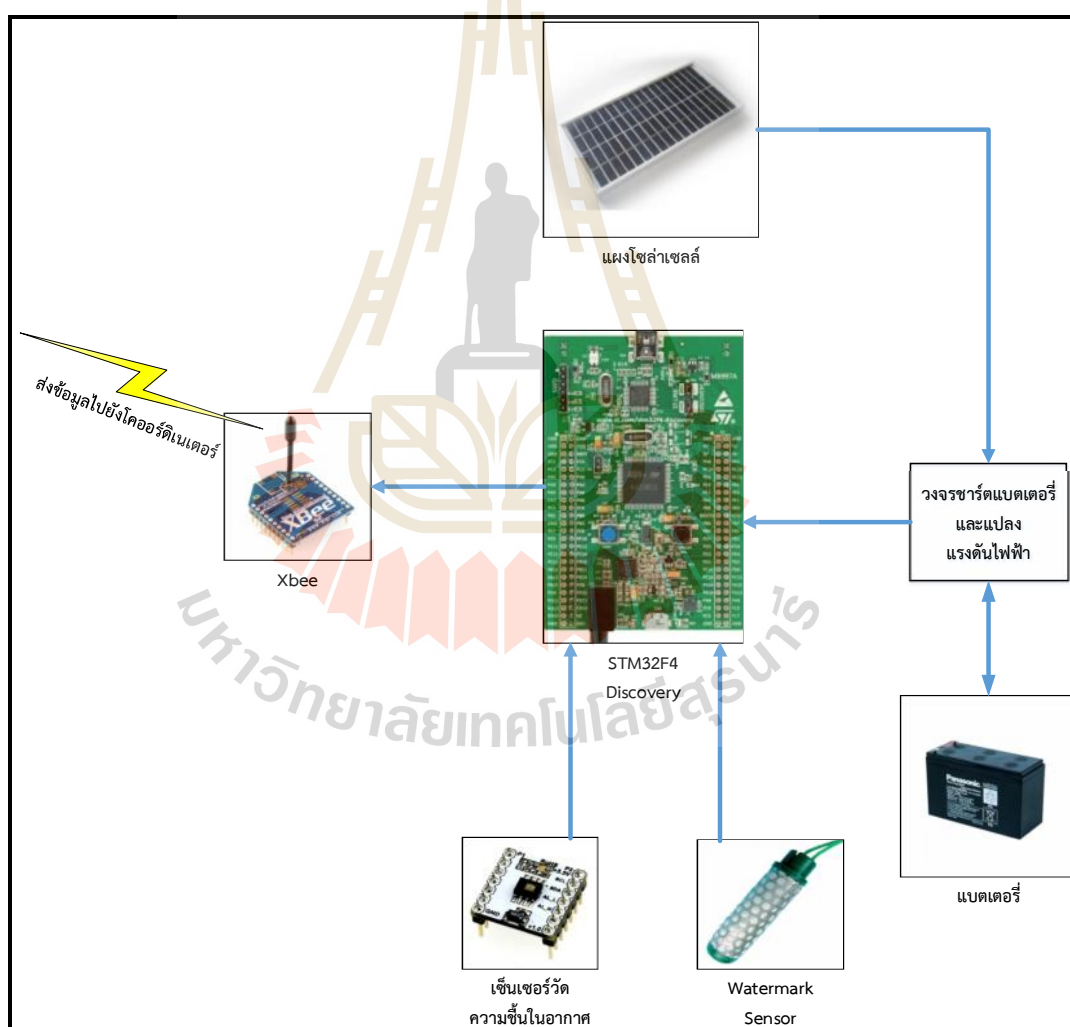 แผงโซล่าเซลล์
ส่งข้อมูลไปยังโคออร์ดิเนเตอร์
XBee
Xbee
วงจรชาร์ตแบตเตอรี่
และแปลง
แรงดันไฟฟ้า
STM32F4
Discovery
มหาวิทยาลัยเทคโนโลยีสุรนารี
Panasonic
แบตเตอรี่
เซ็นเซอร์วัด
ความชื้นในอากาศ
Watermark
Sensor